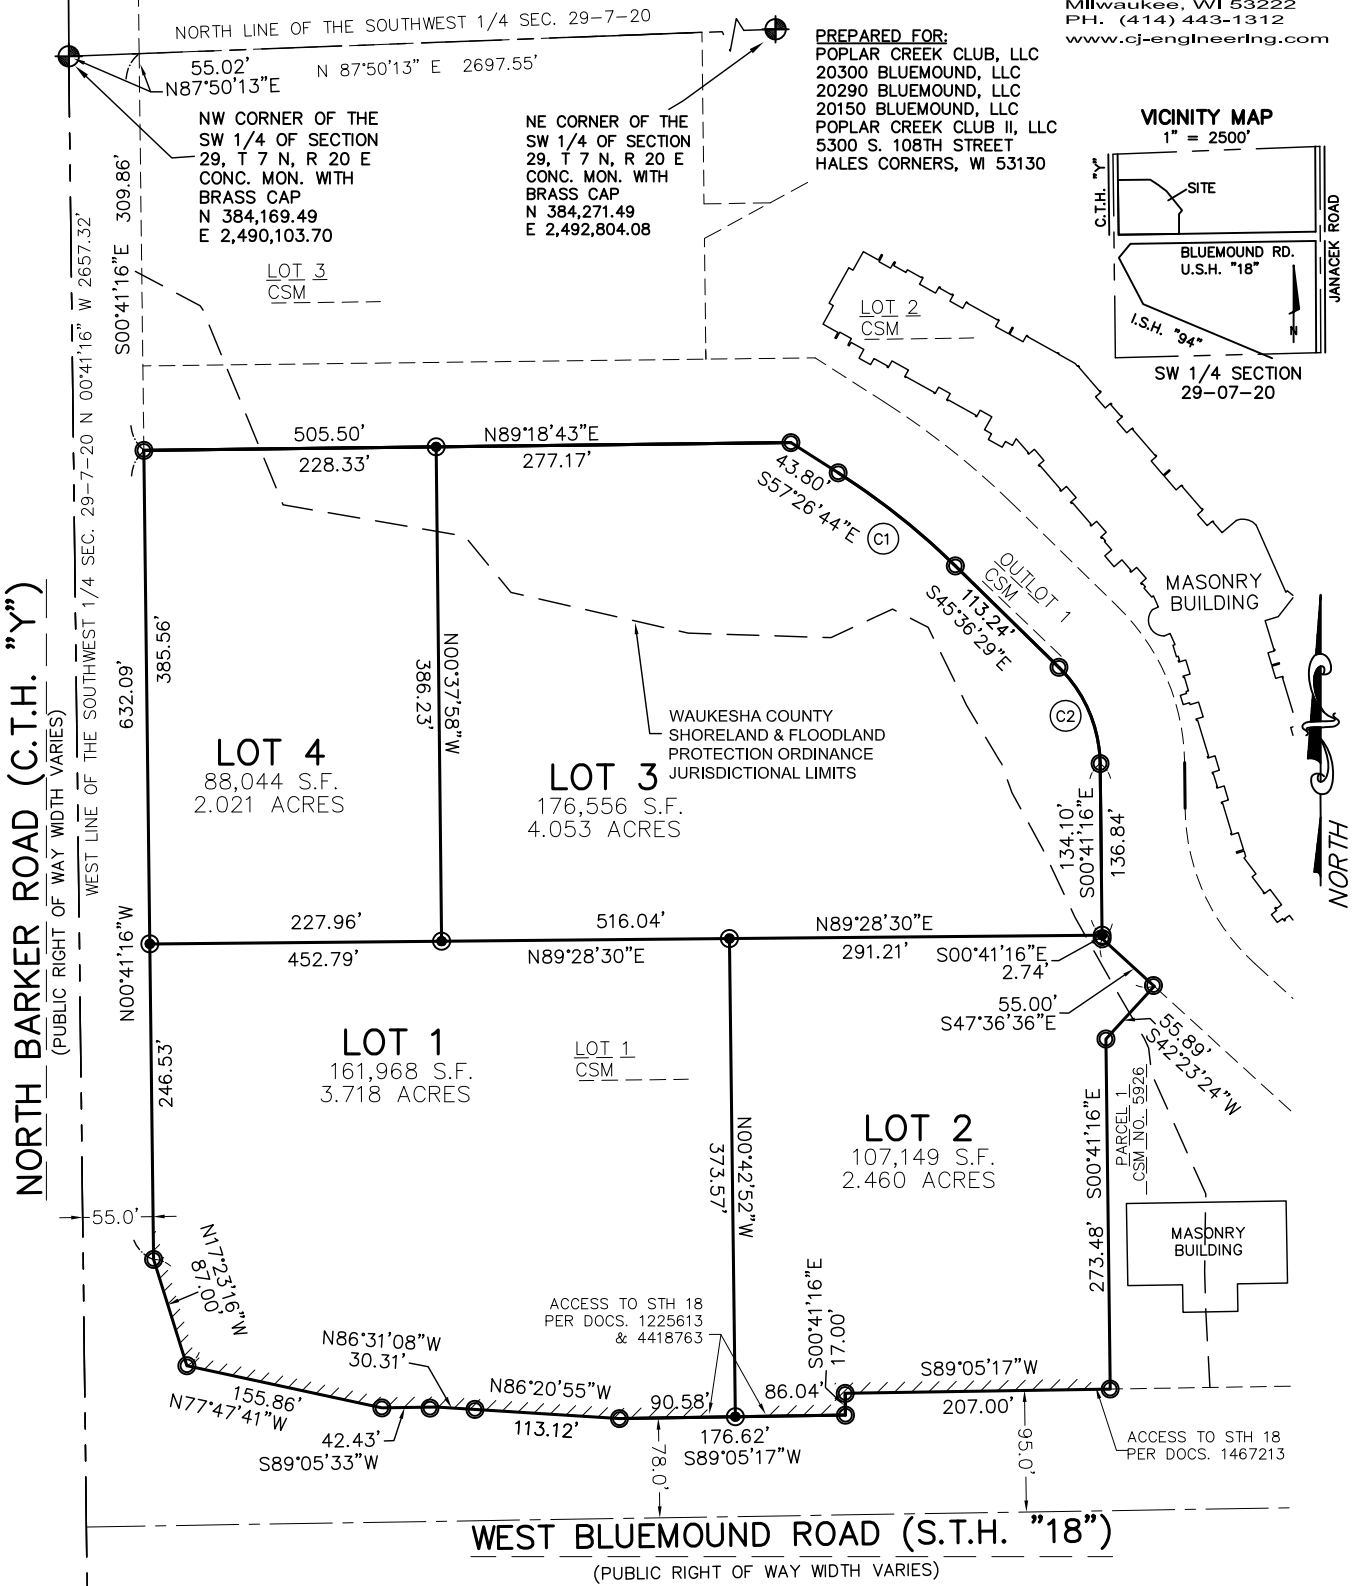 Milwaukee, WI 53222
PH. (414) 443-1312
www.cj-engineering.com
NORTH LINE OF THE SOUTHWEST 1/4 SEC. 29-7-20
55.02'
N87°50'13"E
N 87°50'13" E 2697.55'
PREPARED FOR:
POPLAR CREEK CLUB, LLC
20300 BLUEMOUND, LLC
20290 BLUEMOUND, LLC
20150 BLUEMOUND, LLC
POPLAR CREEK CLUB II, LLC
5300 S. 108TH STREET
HALES CORNERS, WI 53130
NW CORNER OF THE
SW 1/4 OF SECTION
29, T 7 N, R 20 E
CONC. MON. WITH
BRASS CAP
N 384,169.49
E 2,490,103.70
NE CORNER OF THE
SW 1/4 OF SECTION
29, T 7 N, R 20 E
CONC. MON. WITH
BRASS CAP
N 384,271.49
E 2,492,804.08
VICINITY MAP
1" = 2500'
C.T.H. "Y"
SITE
BLUEMOUND RD.
U.S.H. "18"
JANACEK ROAD
I.S.H. "94"
N
SW 1/4 SECTION
29-07-20
S00°41'16"E 309.86'
LOT 3
CSM
LOT 2
CSM
WEST LINE OF THE SOUTHWEST 1/4 SEC. 29-7-20 N 00°41'16" W 2657.32'
505.50'
228.33'
N89°18'43"E
277.17'
43.80'
S57°26'44"E
C1
OUTLOT 1
CSM
113.24'
S45°36'29"E
C2
MASONRY
BUILDING
NORTH
NORTH BARKER ROAD (C.T.H. "Y")
(PUBLIC RIGHT OF WAY WIDTH VARIES)
632.09'
385.56'
N00°37'58"W
386.23'
WAUKESHA COUNTY
SHORELAND & FLOODLAND
PROTECTION ORDINANCE
JURISDICTIONAL LIMITS
LOT 4
88,044 S.F.
2.021 ACRES
LOT 3
176,556 S.F.
4.053 ACRES
134.10'
S00°41'16"E
136.84'
N00°41'16"W
227.96'
452.79'
516.04'
N89°28'30"E
N89°28'30"E
291.21'
S00°41'16"E
2.74'
55.00'
S47°36'36"E
55.89'
S42°23'24"W
246.53'
LOT 1
161,968 S.F.
3.718 ACRES
LOT 1
CSM
LOT 2
107,149 S.F.
2.460 ACRES
N00°42'52"W
373.57'
S00°41'16"E
273.48'
PARCEL 1
CSM NO. 5926
MASONRY
BUILDING
55.0'
N17°23'16"W
87.00'
ACCESS TO STH 18
PER DOCS. 1225613
& 4418763
S00°41'16"E
17.00'
N86°31'08"W
30.31'
155.86'
N77°47'41"W
42.43'
S89°05'33"W
N86°20'55"W
113.12'
90.58'
86.04'
176.62'
S89°05'17"W
S89°05'17"W
207.00'
78.0'
95.0'
ACCESS TO STH 18
PER DOCS. 1467213
WEST BLUEMOUND ROAD (S.T.H. "18")
(PUBLIC RIGHT OF WAY WIDTH VARIES)